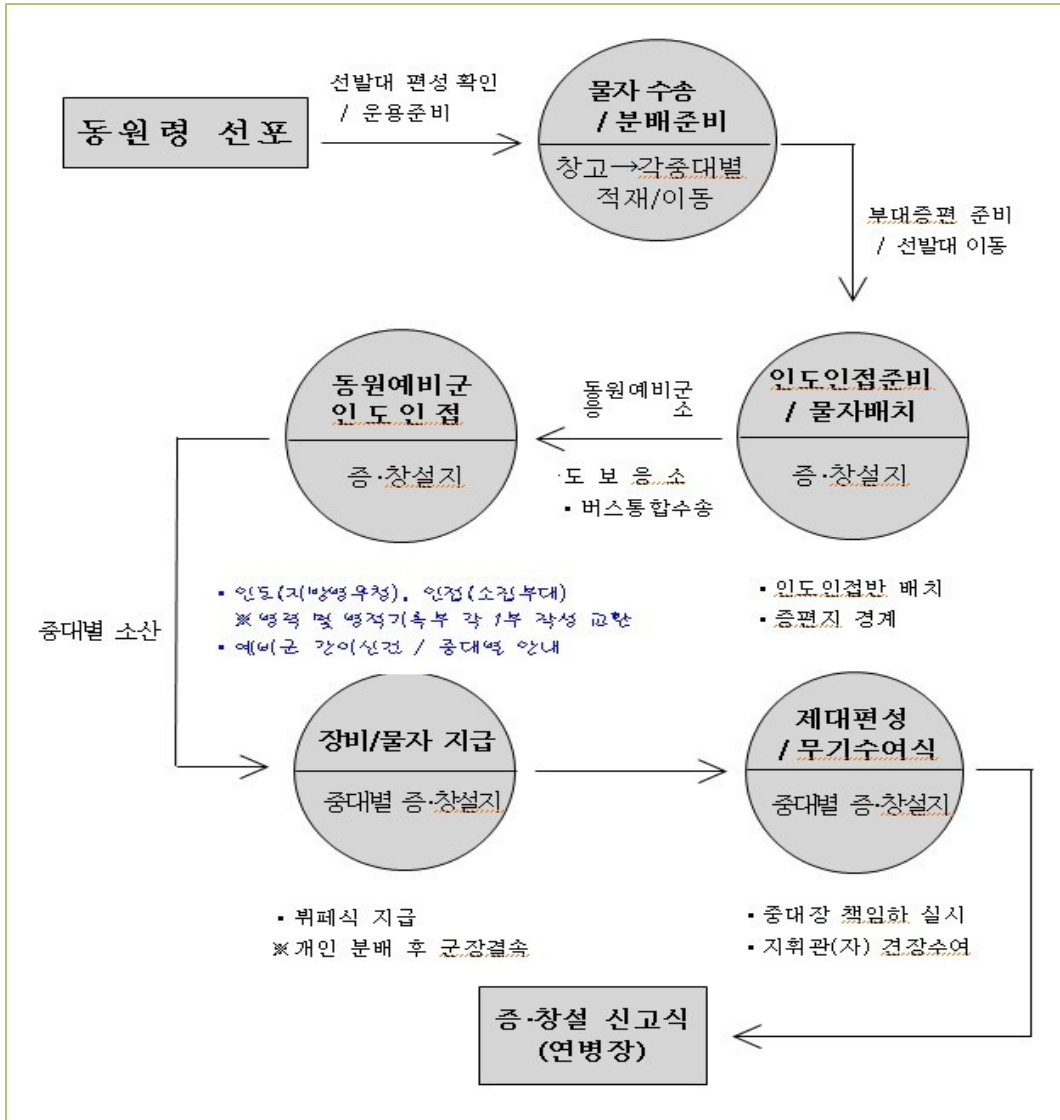 동원령 선포
선발대 편성 확인
/ 운용준비
물자 수송
/ 분배준비
창고→각중대별
적재/이동
부대증편 준비
/ 선발대 이동
인도인접준비
/ 물자배치
증·창설지
▪ 인도인접반 배치
▪ 증편지 경계
동원예비군
응 소
·도 보 응 소
▪ 버스통합수송
동원예비군
인 도 인 접
증·창설지
▪ 인도(지방병무청), 인접(소집부대)
※병력 및 병적기록부 각 1부 작성 교환
▪ 예비군 간이신검 / 중대별 안내
중대별 소산
장비/물자 지급
중대별 증·창설지
▪ 뷔페식 지급
※개인 분배 후 군장결속
제대편성
/ 무기수여식
중대별 증·창설지
▪ 중대장 책임하 실시
▪ 지휘관(자) 견장수여
증·창설 신고식
(연병장)